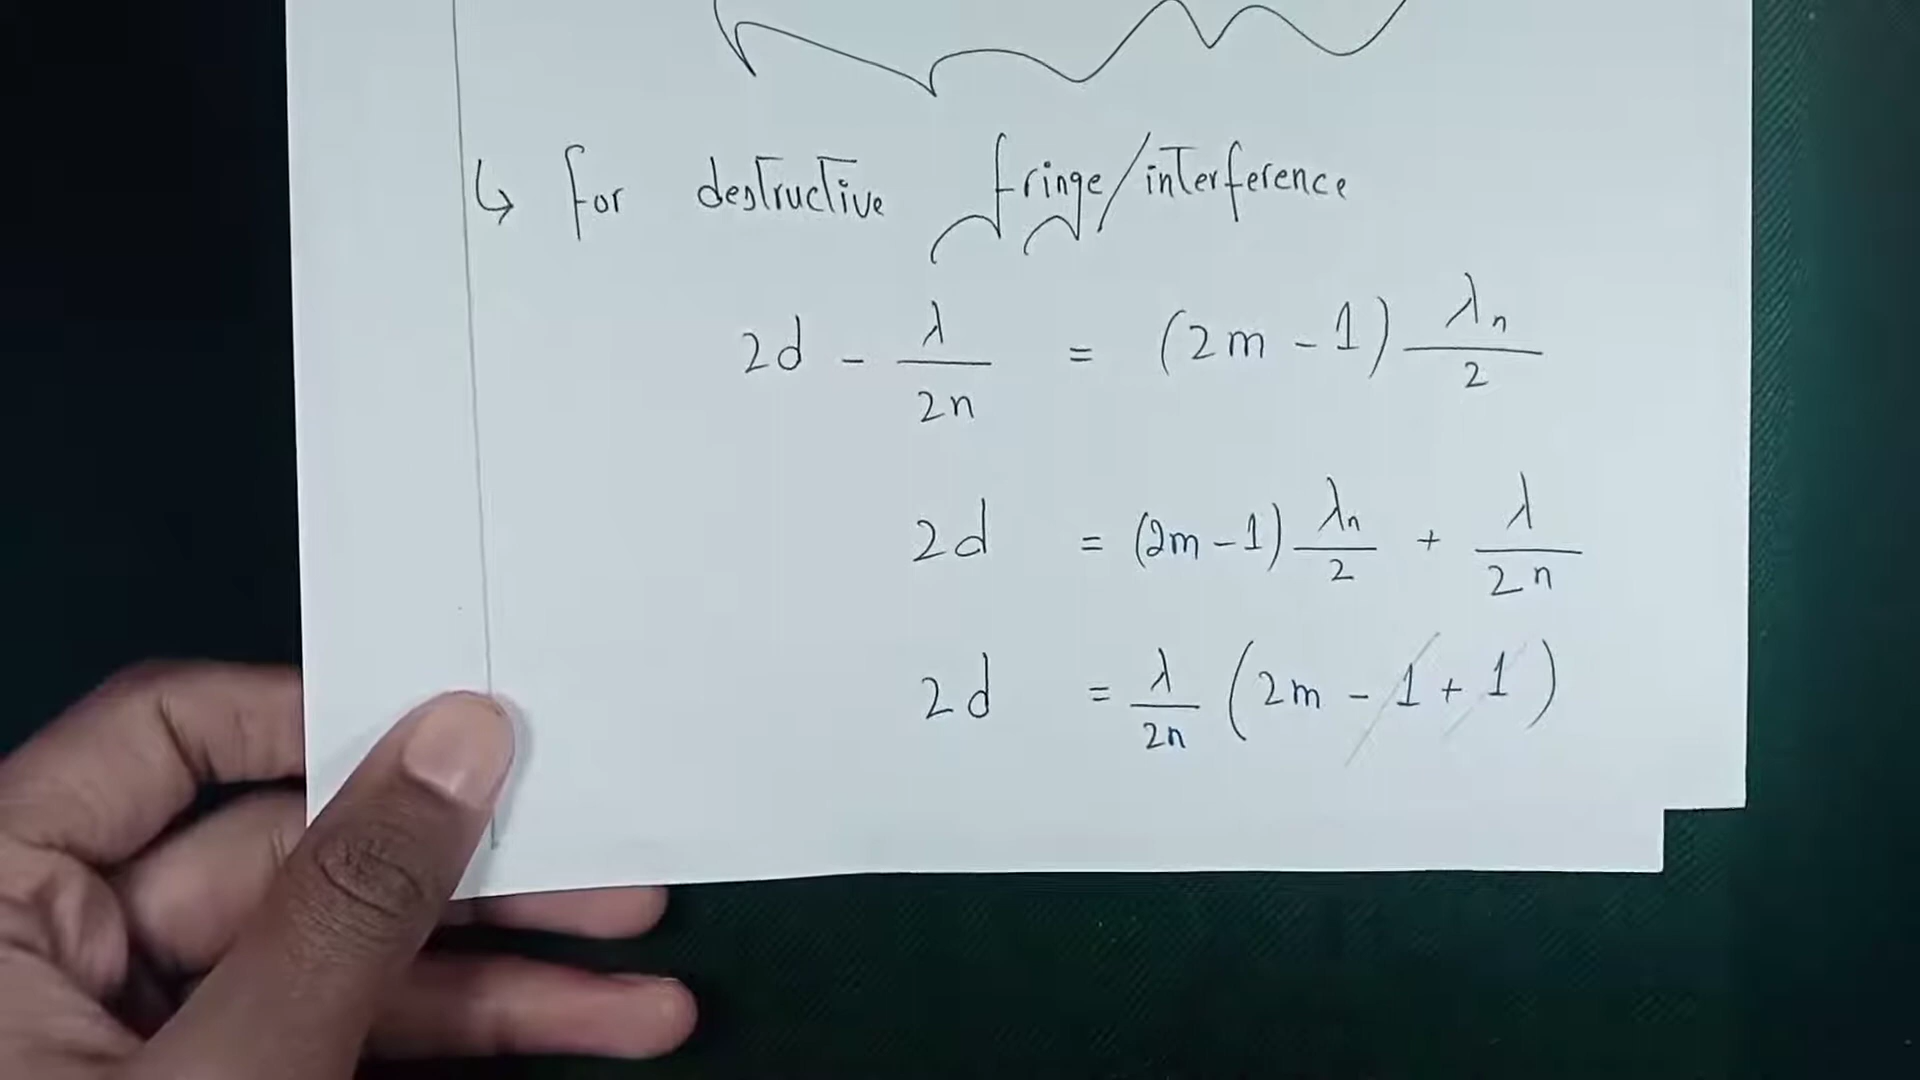 ↳ for destructive fringe/interference
2d - λ/2n = (2m - 1) λₙ/2
2d = (2m - 1) λₙ/2 + λ/2n
2d = λ/2n (2m - 1 + 1)